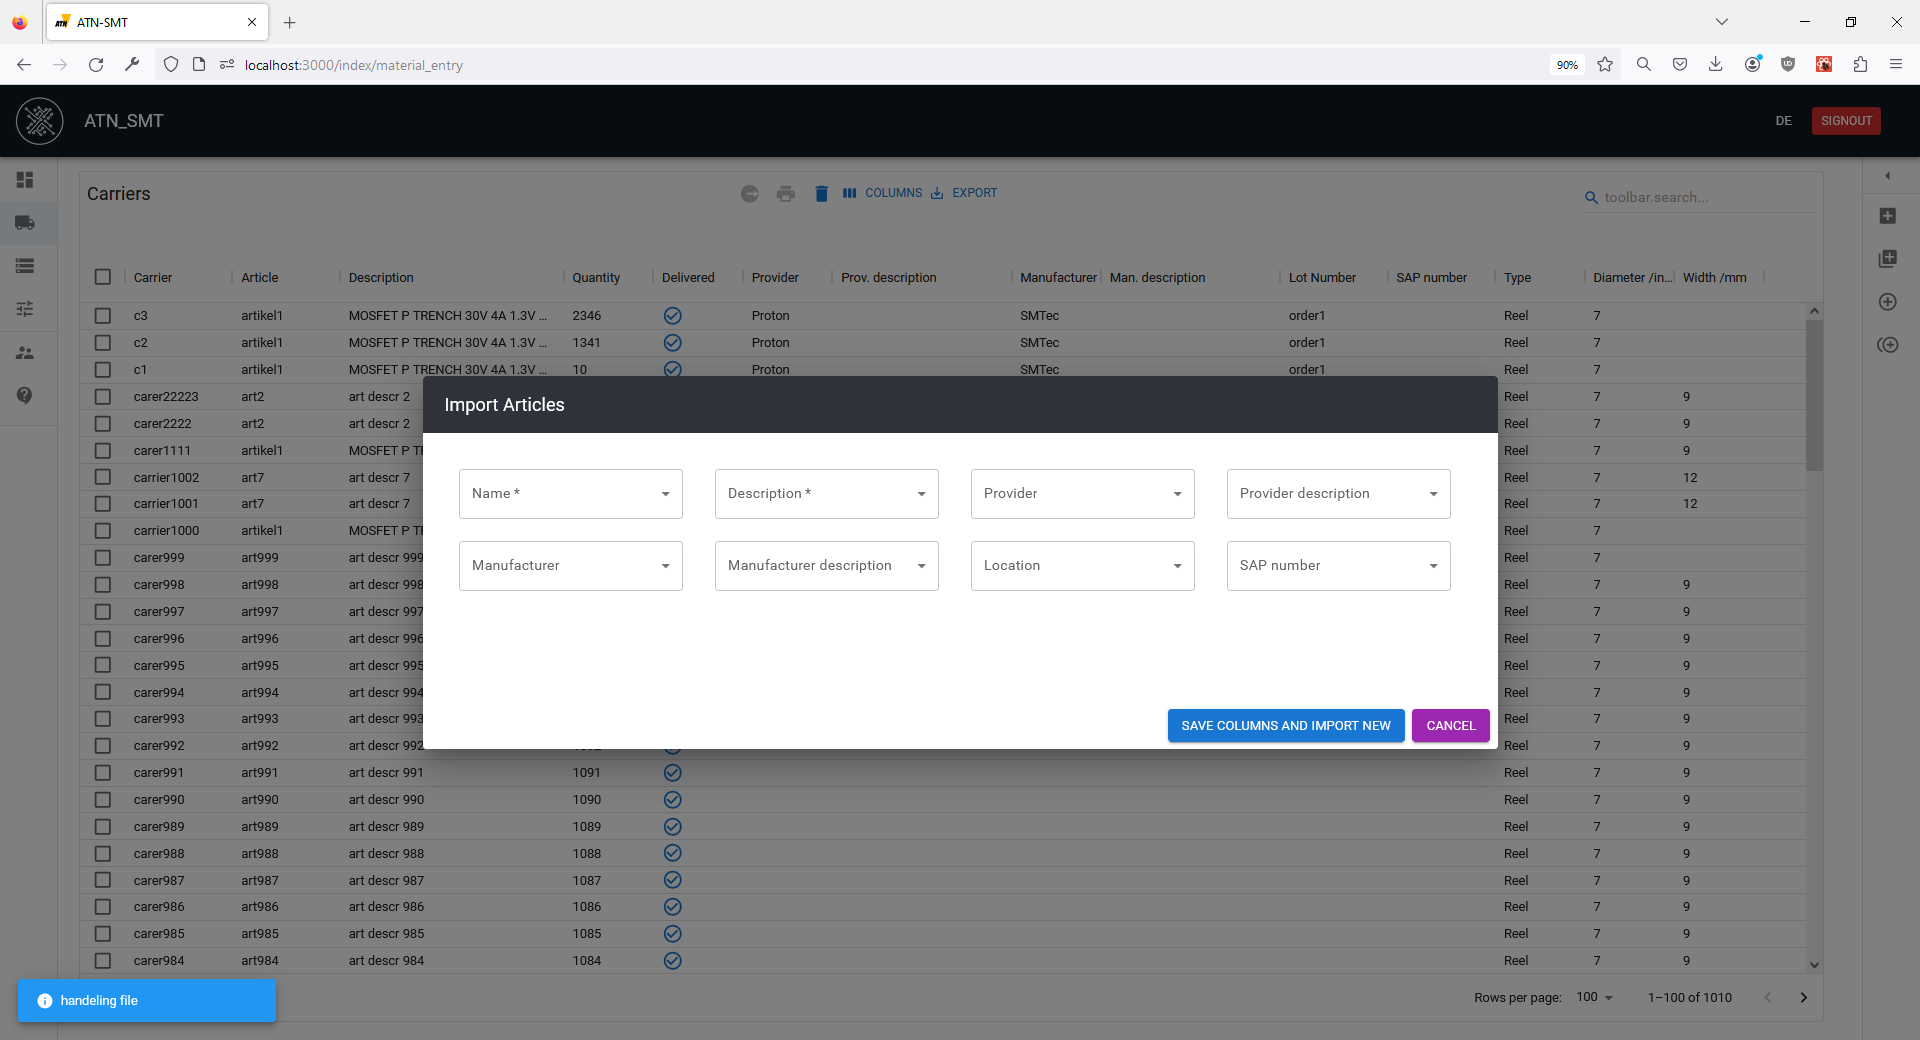 ATN-SMT
localhost:3000/index/material_entry
90%
ATN_SMT
DE
SIGNOUT
Carriers
COLUMNS
EXPORT
toolbar.search...
Carrier Article Description Quantity Delivered Provider Prov. description Manufacturer Man. description Lot Number SAP number Type Diameter /in... Width /mm
c3 artikel1 MOSFET P TRENCH 30V 4A 1.3V ... 2346 Proton SMTec order1 Reel 7
c2 artikel1 MOSFET P TRENCH 30V 4A 1.3V ... 1341 Proton SMTec order1 Reel 7
c1 artikel1 MOSFET P TRENCH 30V 4A 1.3V ... 10 Proton SMTec order1 Reel 7
carer22223 art2 art descr 2 Reel 7 9
carer2222 art2 art descr 2 Reel 7 9
carer1111 artikel1 MOSFET P Reel 7 9
carrier1002 art7 art descr 7 Reel 7 12
carrier1001 art7 art descr 7 Reel 7 12
carrier1000 artikel1 MOSFET P Reel 7
carer999 art999 art descr 999 Reel 7
carer998 art998 art descr 998 Reel 7 9
carer997 art997 art descr 997 Reel 7 9
carer996 art996 art descr 996 Reel 7 9
carer995 art995 art descr 995 Reel 7 9
carer994 art994 art descr 994 Reel 7 9
carer993 art993 art descr 993 Reel 7 9
carer992 art992 art descr 992 Reel 7 9
carer991 art991 art descr 991 1091 Reel 7 9
carer990 art990 art descr 990 1090 Reel 7 9
carer989 art989 art descr 989 1089 Reel 7 9
carer988 art988 art descr 988 1088 Reel 7 9
carer987 art987 art descr 987 1087 Reel 7 9
carer986 art986 art descr 986 1086 Reel 7 9
carer985 art985 art descr 985 1085 Reel 7 9
carer984 art984 art descr 984 1084 Reel 7 9
Import Articles
Name * Description * Provider Provider description
Manufacturer Manufacturer description Location SAP number
SAVE COLUMNS AND IMPORT NEW CANCEL
handeling file
Rows per page: 100 1–100 of 1010